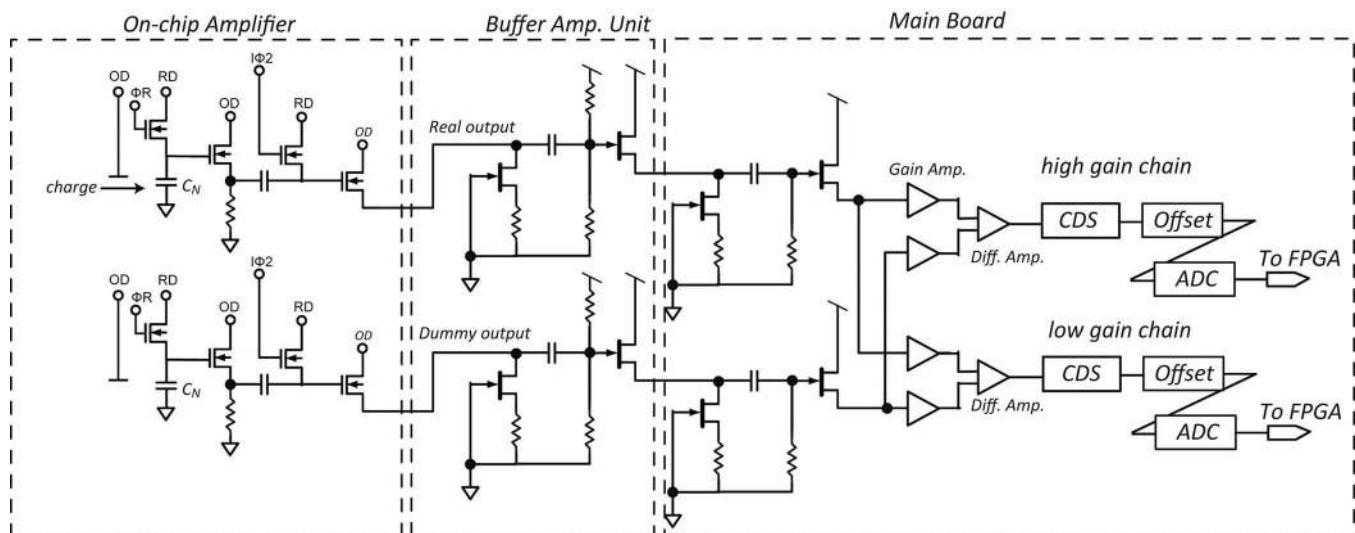 On-chip Amplifier
Buffer Amp. Unit
Main Board
IΦ2
OD RD
ΦR
OD
RD
OD
charge
C_N
Real output
Gain Amp.
high gain chain
CDS
Offset
Diff. Amp.
ADC
To FPGA
IΦ2
OD RD
ΦR
OD
RD
OD
C_N
Dummy output
low gain chain
CDS
Offset
Diff. Amp.
ADC
To FPGA